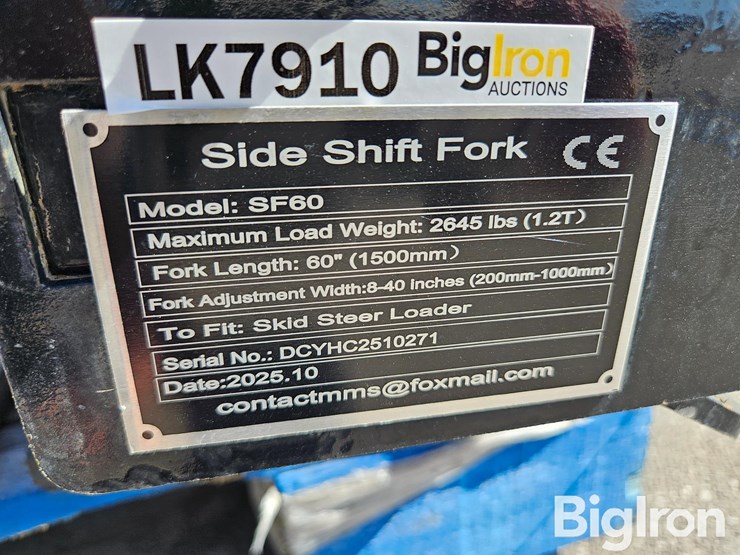 LK7910 BigIron
AUCTIONS
Side Shift Fork CE
Model: SF60
Maximum Load Weight: 2645 lbs (1.2T)
Fork Length: 60" (1500mm)
Fork Adjustment Width:8-40 inches (200mm-1000mm)
To Fit: Skid Steer Loader
Serial No.: DCYHC2510271
Date:2025.10
contactmms@foxmail.com
BigIron